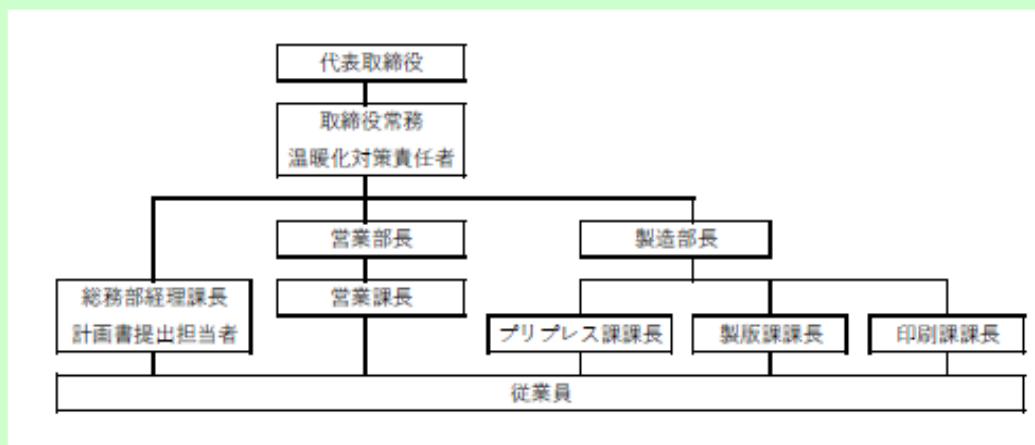 代表取締役
取締役常務
温暖化対策責任者
営業部長
製造部長
総務部経理課長
計画書提出担当者
営業課長
プリプレス課課長
製版課課長
印刷課課長
従業員